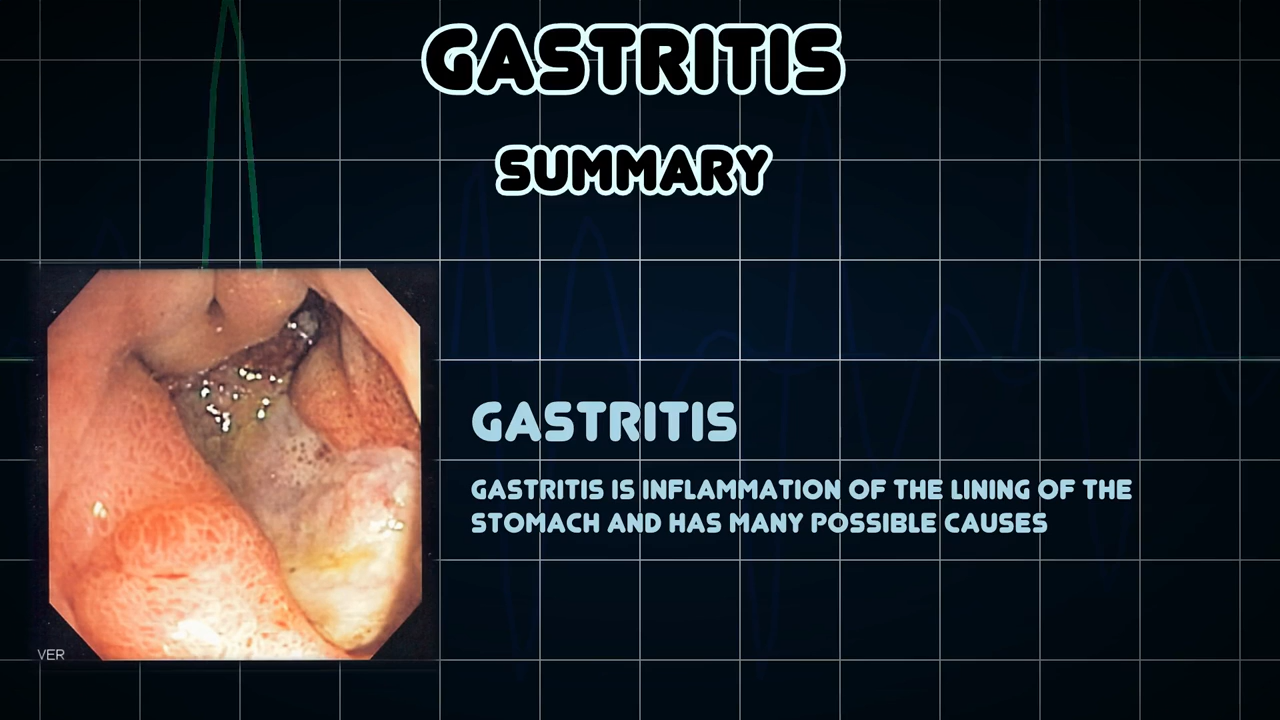 GASTRITIS
SUMMARY
GASTRITIS
GASTRITIS IS INFLAMMATION OF THE LINING OF THE
STOMACH AND HAS MANY POSSIBLE CAUSES
VER